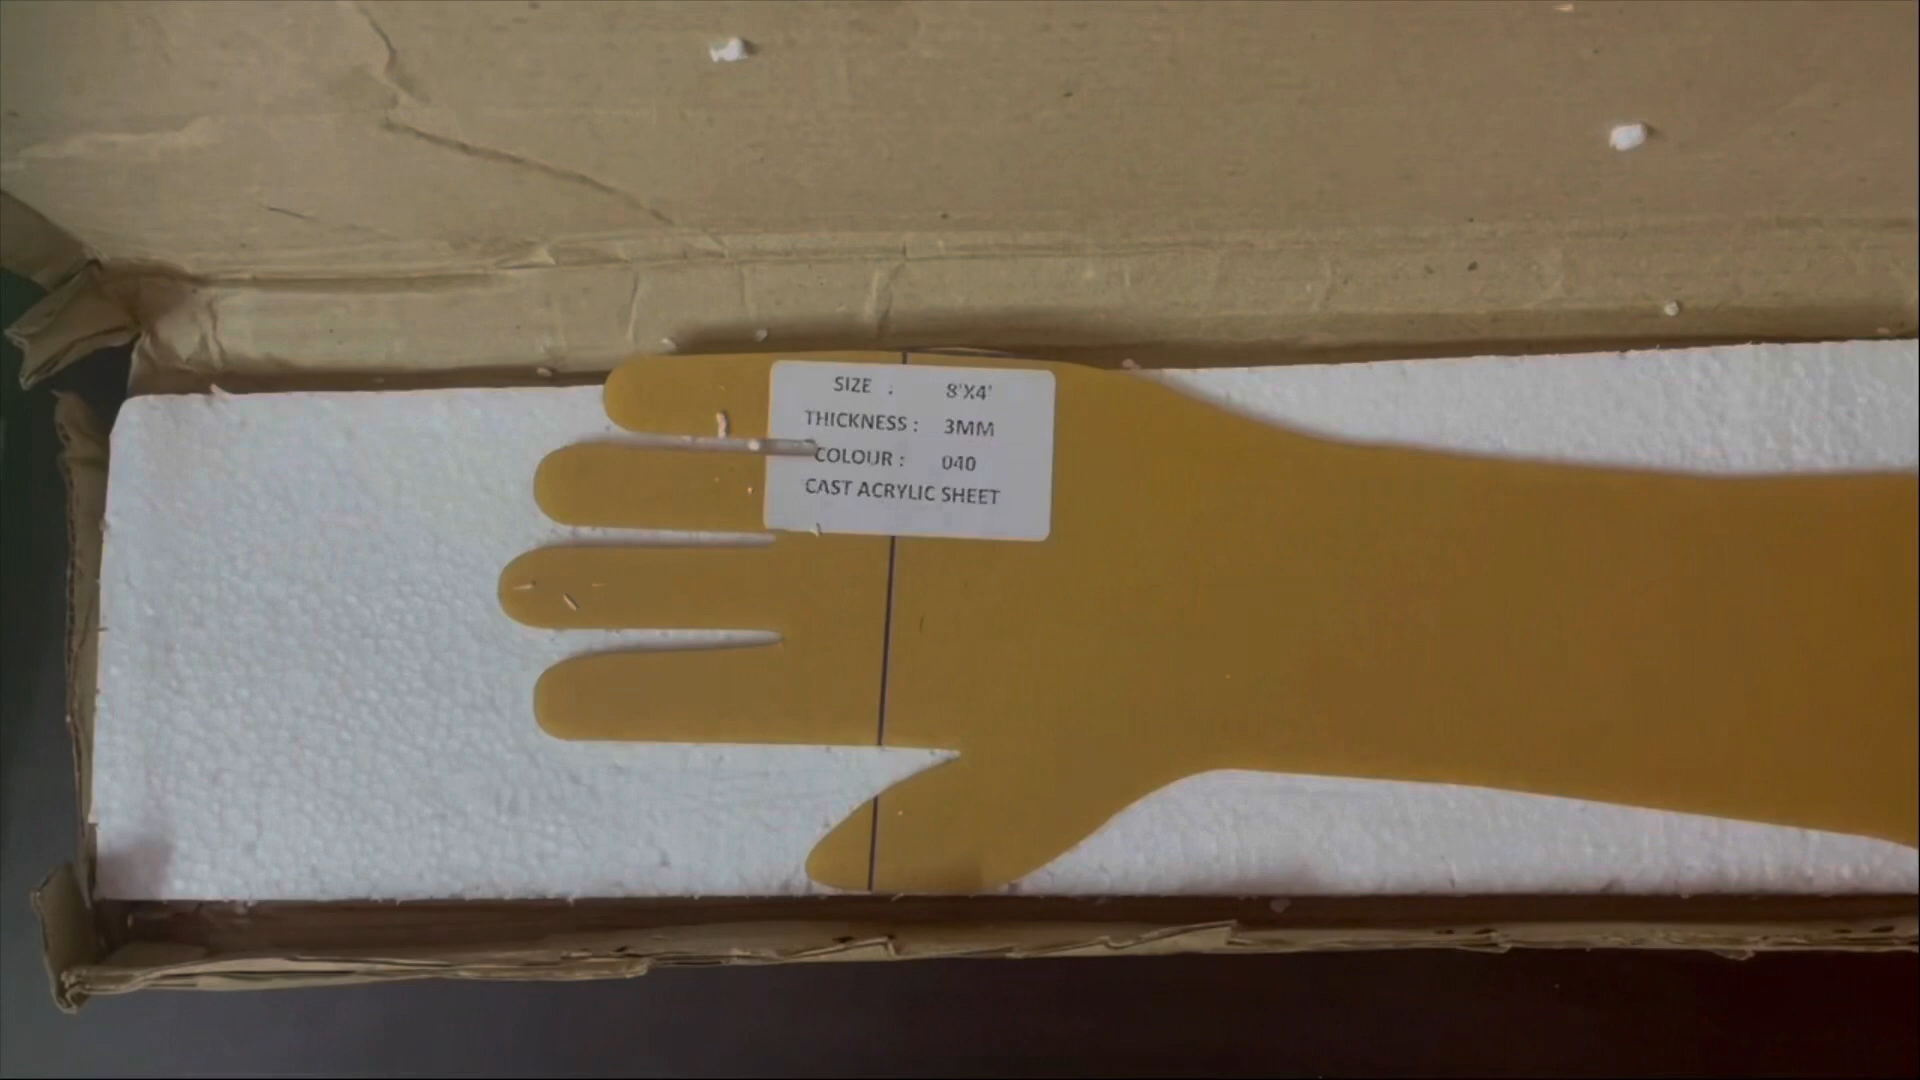 SIZE : 8'X4'
THICKNESS : 3MM
COLOUR : 040
CAST ACRYLIC SHEET